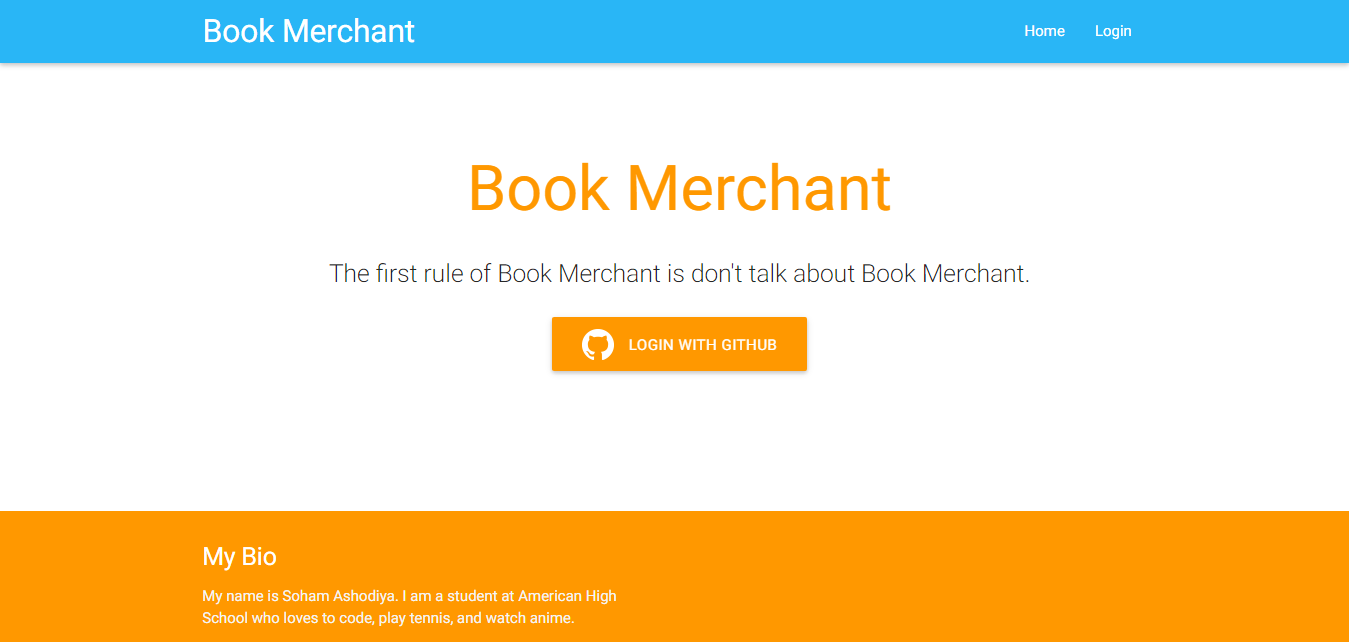 Book Merchant
Home
Login
Book Merchant
The first rule of Book Merchant is don't talk about Book Merchant.
LOGIN WITH GITHUB
My Bio
My name is Soham Ashodiya. I am a student at American High
School who loves to code, play tennis, and watch anime.